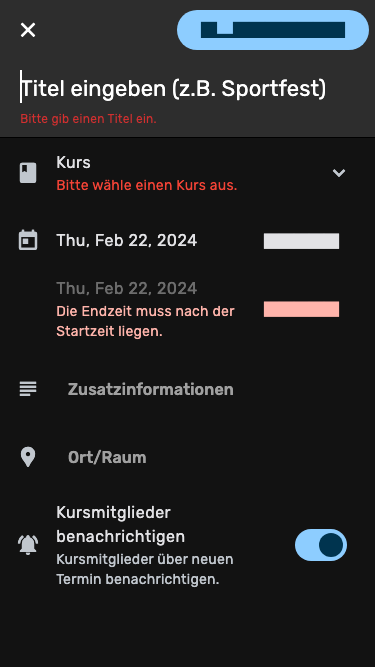 Titel eingeben (z.B. Sportfest)
Bitte gib einen Titel ein.
Kurs
Bitte wähle einen Kurs aus.
Thu, Feb 22, 2024
Thu, Feb 22, 2024
Die Endzeit muss nach der
Startzeit liegen.
Zusatzinformationen
Ort/Raum
Kursmitglieder
benachrichtigen
Kursmitglieder über neuen
Termin benachrichtigen.